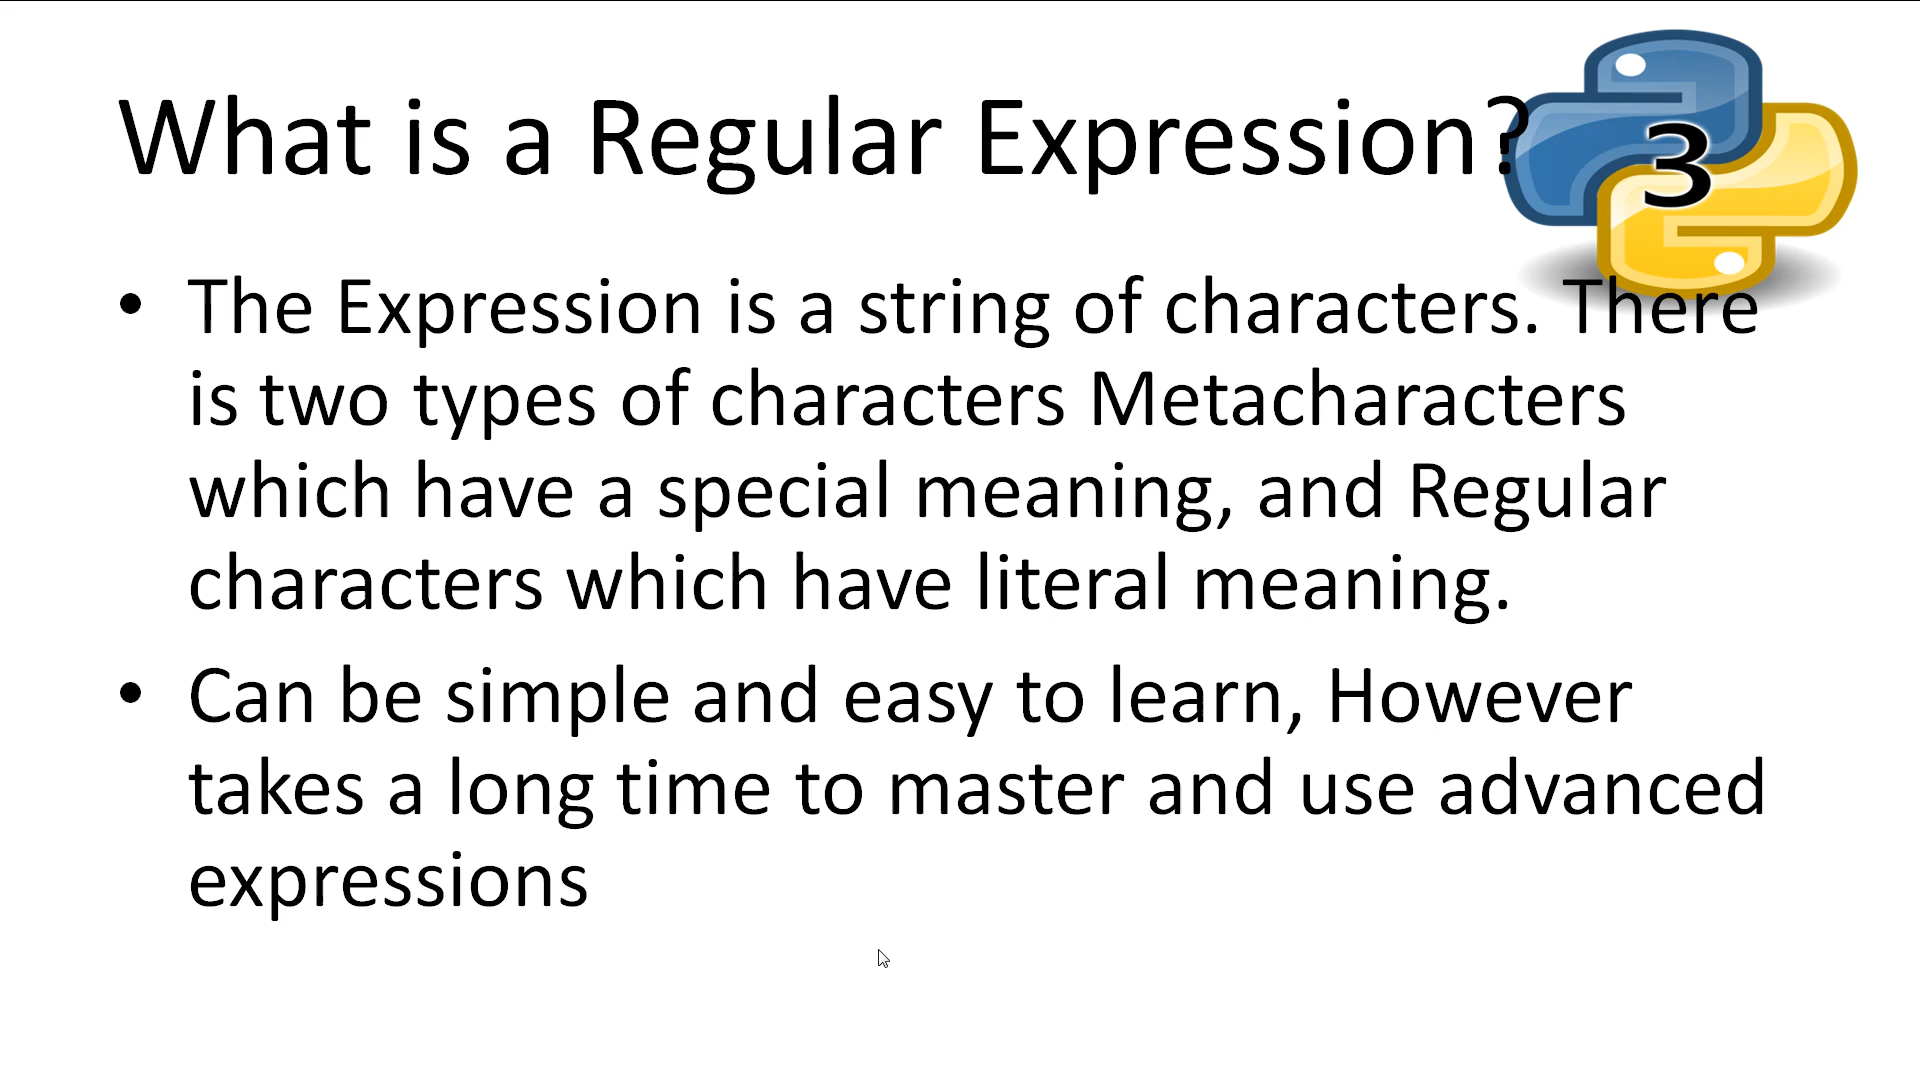 What is a Regular Expression?
3
• The Expression is a string of characters. There
is two types of characters Metacharacters
which have a special meaning, and Regular
characters which have literal meaning.
• Can be simple and easy to learn, However
takes a long time to master and use advanced
expressions